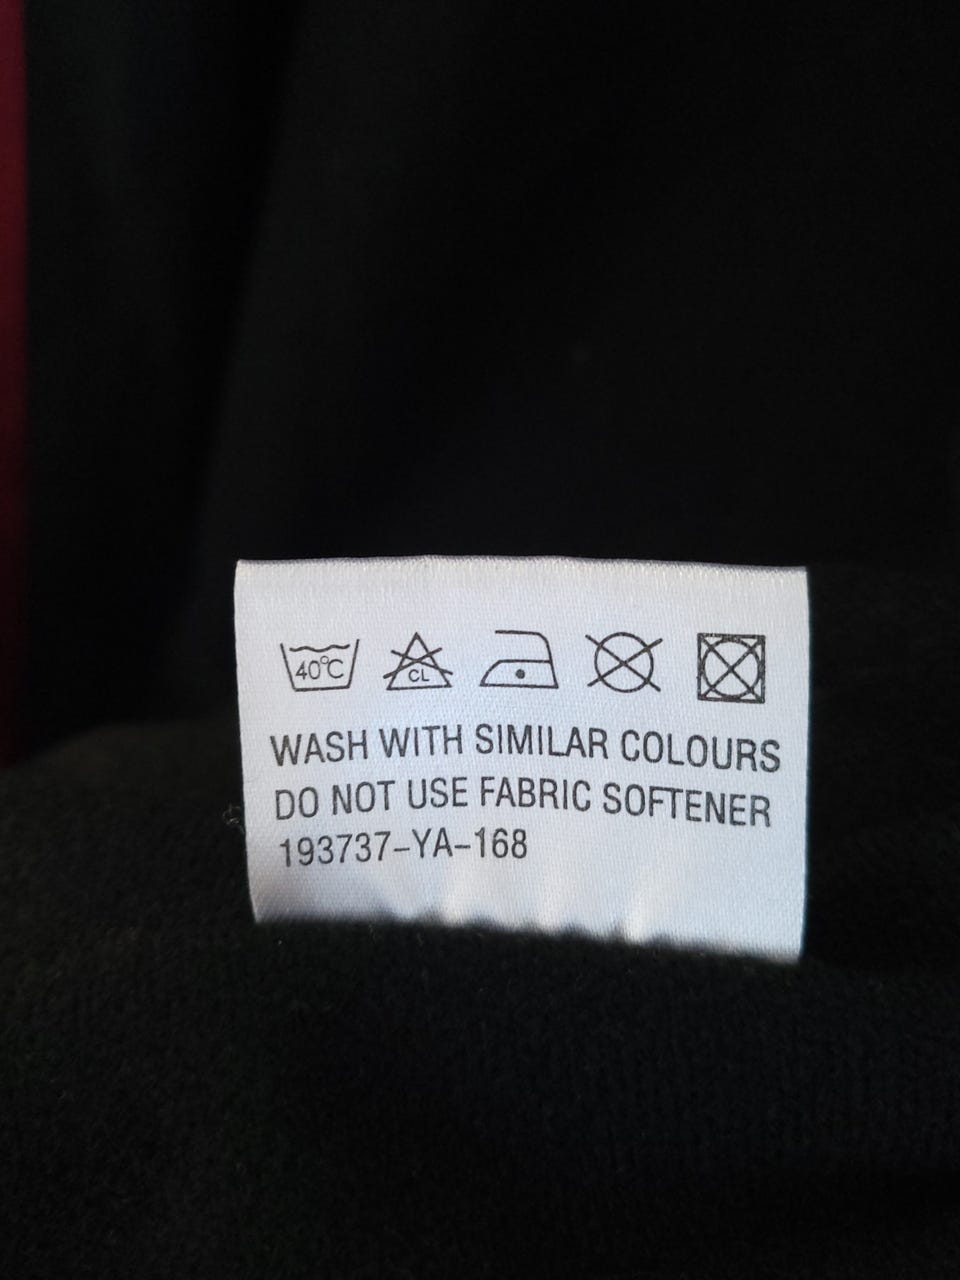 40°C CL
WASH WITH SIMILAR COLOURS
DO NOT USE FABRIC SOFTENER
193737-YA-168